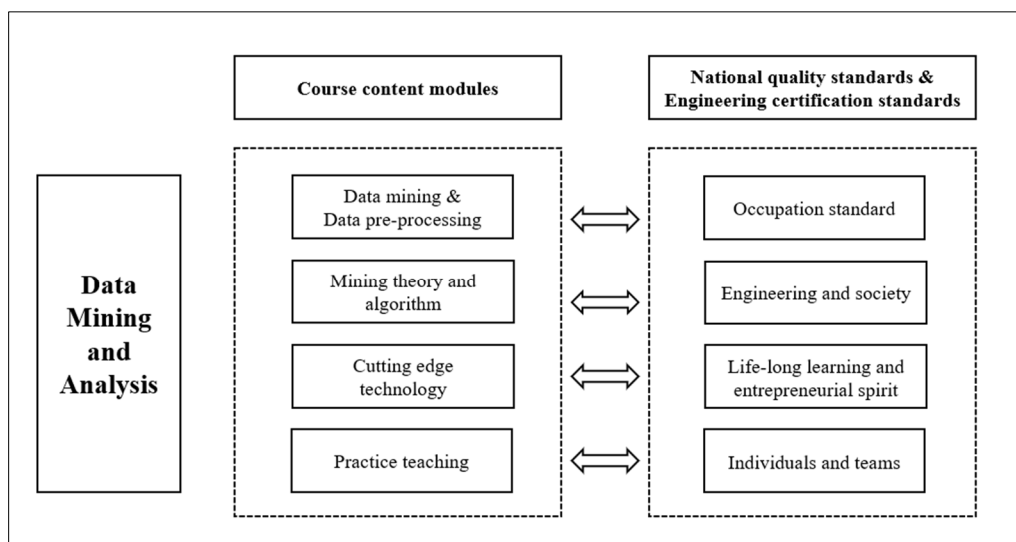 Course content modules
National quality standards &
Engineering certification standards
Data
Mining
and
Analysis
Data mining &
Data pre-processing
Occupation standard
Mining theory and
algorithm
Engineering and society
Cutting edge
technology
Life-long learning and
entrepreneurial spirit
Practice teaching
Individuals and teams